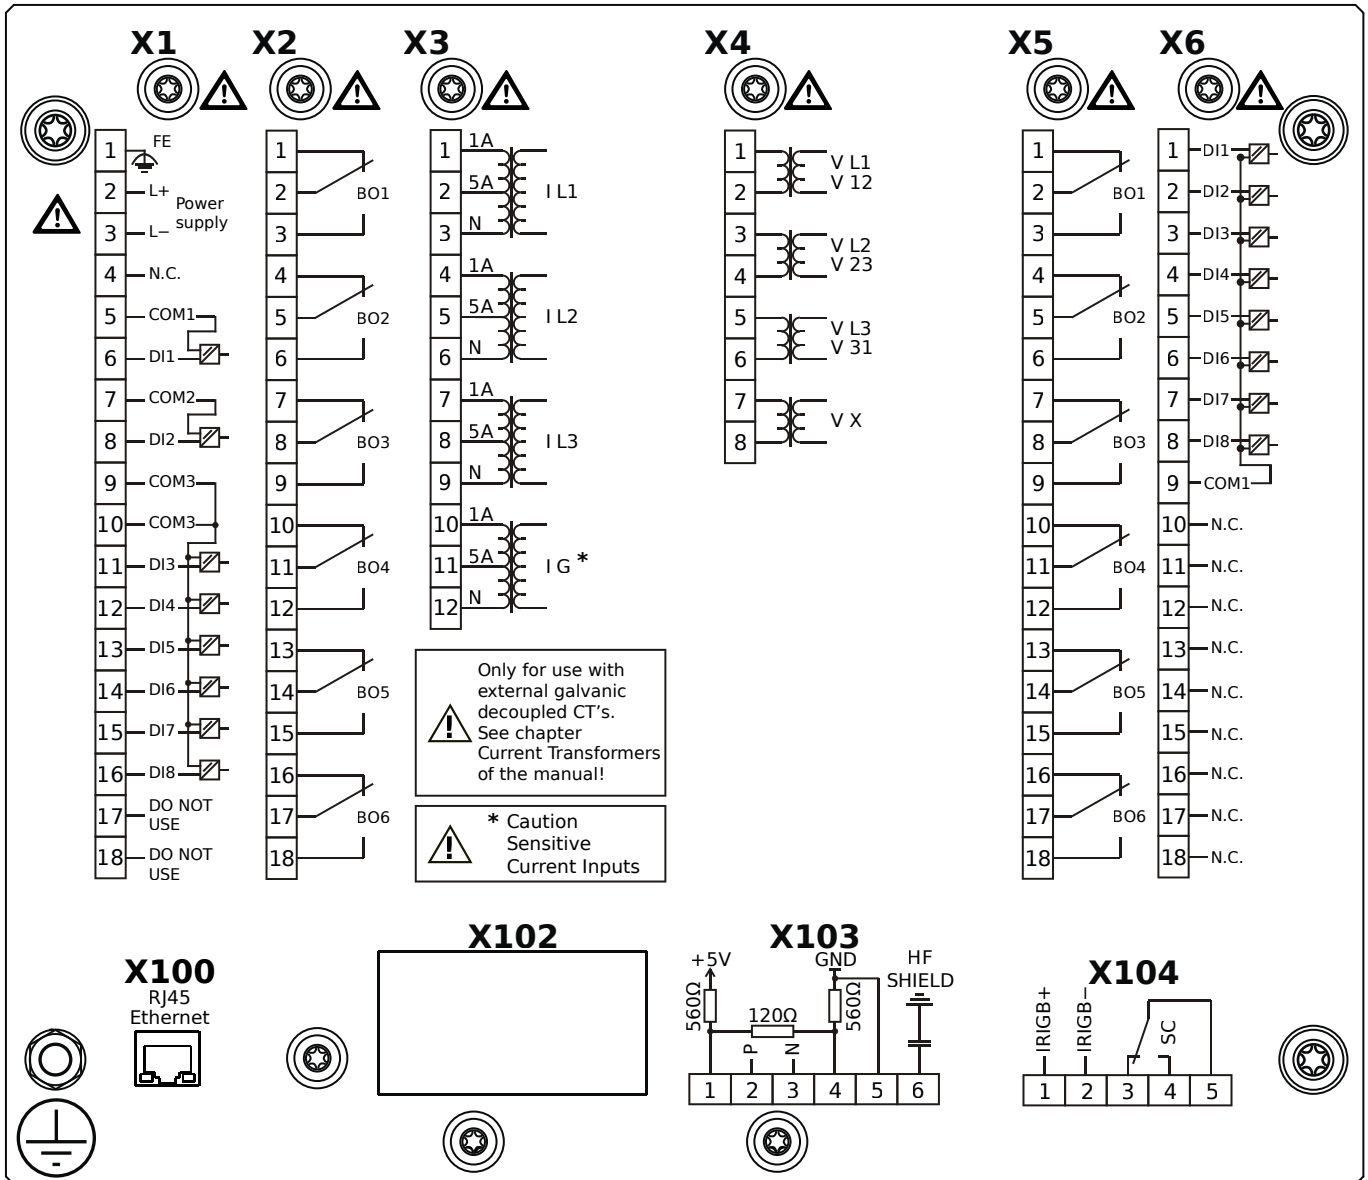 X1
X2
X3
X4
X5
X6
1 FE
2 L+
Power
supply
3 L−
4 N.C.
5 COM1
6 DI1
7 COM2
8 DI2
9 COM3
10 COM3
11 DI3
12 DI4
13 DI5
14 DI6
15 DI7
16 DI8
17 DO NOT
USE
18 DO NOT
USE
1
2 BO1
3
4
5 BO2
6
7
8 BO3
9
10
11 BO4
12
13
14 BO5
15
16
17 BO6
18
1 1A
2 5A I L1
3 N
4 1A
5 5A I L2
6 N
7 1A
8 5A I L3
9 N
10 1A
11 5A I G *
12 N
Only for use with
external galvanic
decoupled CT's.
See chapter
Current Transformers
of the manual!
* Caution
Sensitive
Current Inputs
1 V L1
2 V 12
3 V L2
4 V 23
5 V L3
6 V 31
7 V X
8
1
2 BO1
3
4
5 BO2
6
7
8 BO3
9
10
11 BO4
12
13
14 BO5
15
16
17 BO6
18
1 DI1
2 DI2
3 DI3
4 DI4
5 DI5
6 DI6
7 DI7
8 DI8
9 COM1
10 N.C.
11 N.C.
12 N.C.
13 N.C.
14 N.C.
15 N.C.
16 N.C.
17 N.C.
18 N.C.
X100
RJ45
Ethernet
X102
X103
+5V GND HF
SHIELD
560Ω 120Ω 560Ω
P N
1 2 3 4 5 6
X104
IRIGB+ IRIGB− SC
1 2 3 4 5